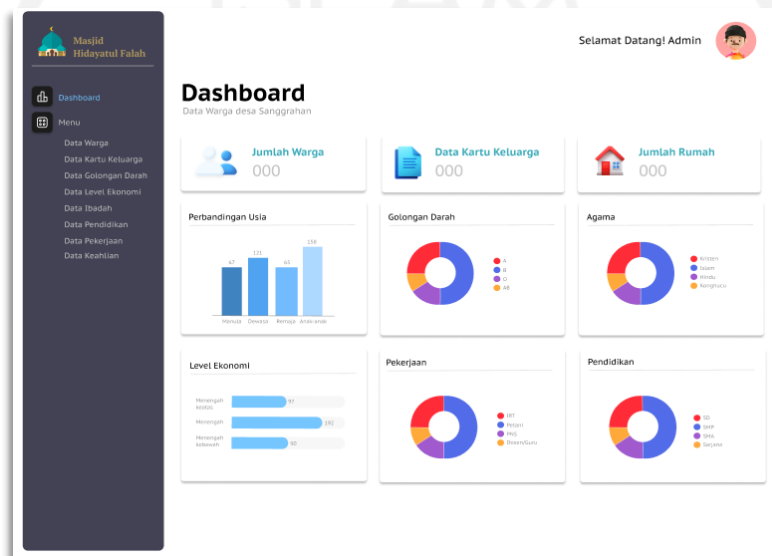 Masjid
Hidayatul Falah
Selamat Datang! Admin
Dashboard
Menu
Data Warga
Data Kartu Keluarga
Data Golongan Darah
Data Level Ekonomi
Data Ibadah
Data Pendidikan
Data Pekerjaan
Data Keahlian
Dashboard
Data Warga desa Sanggrahan
Jumlah Warga
000
Data Kartu Keluarga
000
Jumlah Rumah
000
Perbandingan Usia
67
121
65
158
Manula Dewasa Remaja Anak-anak
Golongan Darah
A
B
O
AB
Agama
Kristen
Islam
Hindu
Konghucu
Level Ekonomi
Menengah
keatas
97
Menengah
192
Menengah
kebawah
90
Pekerjaan
IRT
Petani
PNS
Dosen/Guru
Pendidikan
SD
SMP
SMA
Sarjana